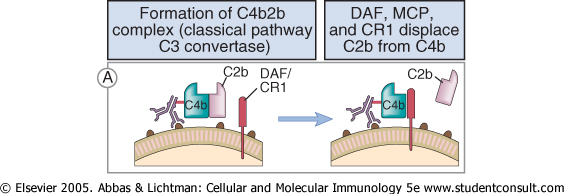 Formation of C4b2b
complex (classical pathway
C3 convertase)
DAF, MCP,
and CR1 displace
C2b from C4b
A
C2b
DAF/
CR1
C4b
C2b
C4b
© Elsevier 2005. Abbas & Lichtman: Cellular and Molecular Immunology 5e www.studentconsult.com